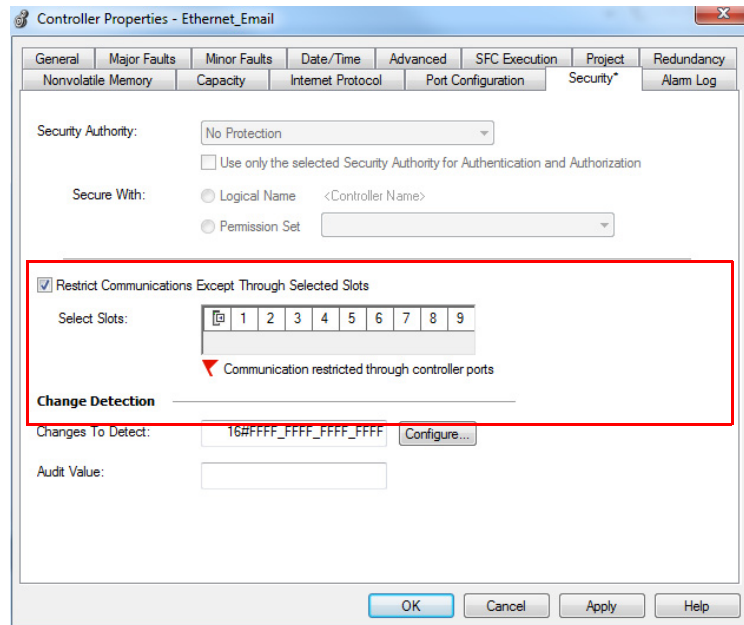 Controller Properties - Ethernet_Email
General Major Faults Minor Faults Date/Time Advanced SFC Execution Project Redundancy
Nonvolatile Memory Capacity Internet Protocol Port Configuration Security* Alarm Log
Security Authority: No Protection
Use only the selected Security Authority for Authentication and Authorization
Secure With: Logical Name <Controller Name>
Permission Set
Restrict Communications Except Through Selected Slots
Select Slots: 1 2 3 4 5 6 7 8 9
Communication restricted through controller ports
Change Detection
Changes To Detect: 16#FFFF_FFFF_FFFF_FFFF Configure...
Audit Value:
OK Cancel Apply Help